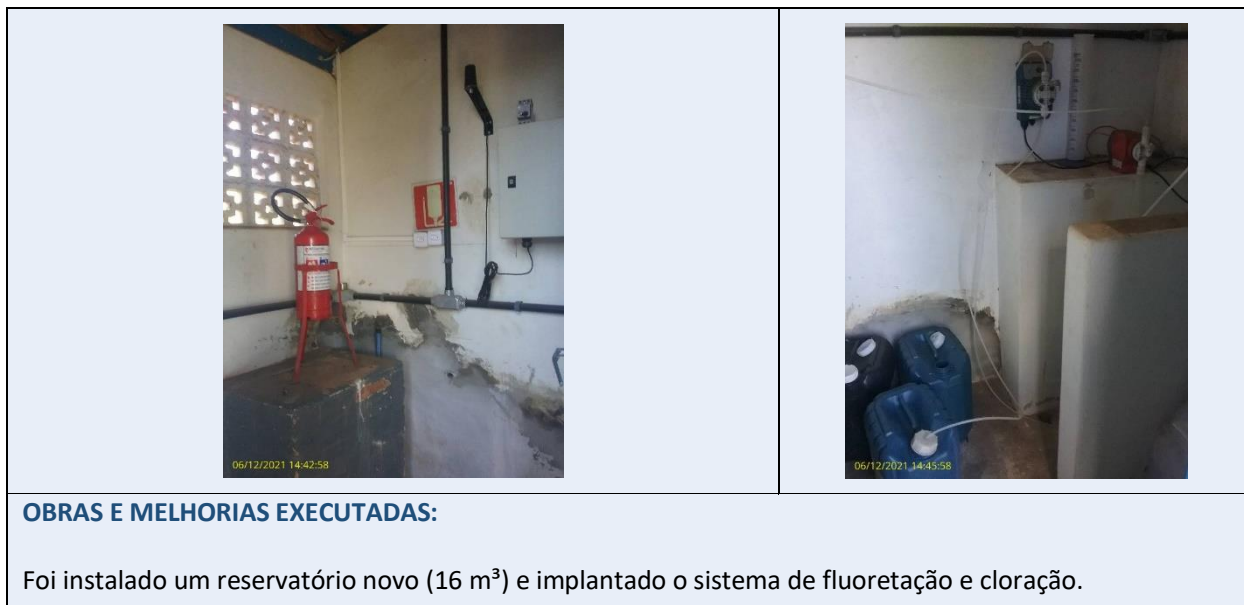 06/12/2021 14:42:58
06/12/2021 14:45:58
OBRAS E MELHORIAS EXECUTADAS:
Foi instalado um reservatório novo (16 m³) e implantado o sistema de fluoretação e cloração.